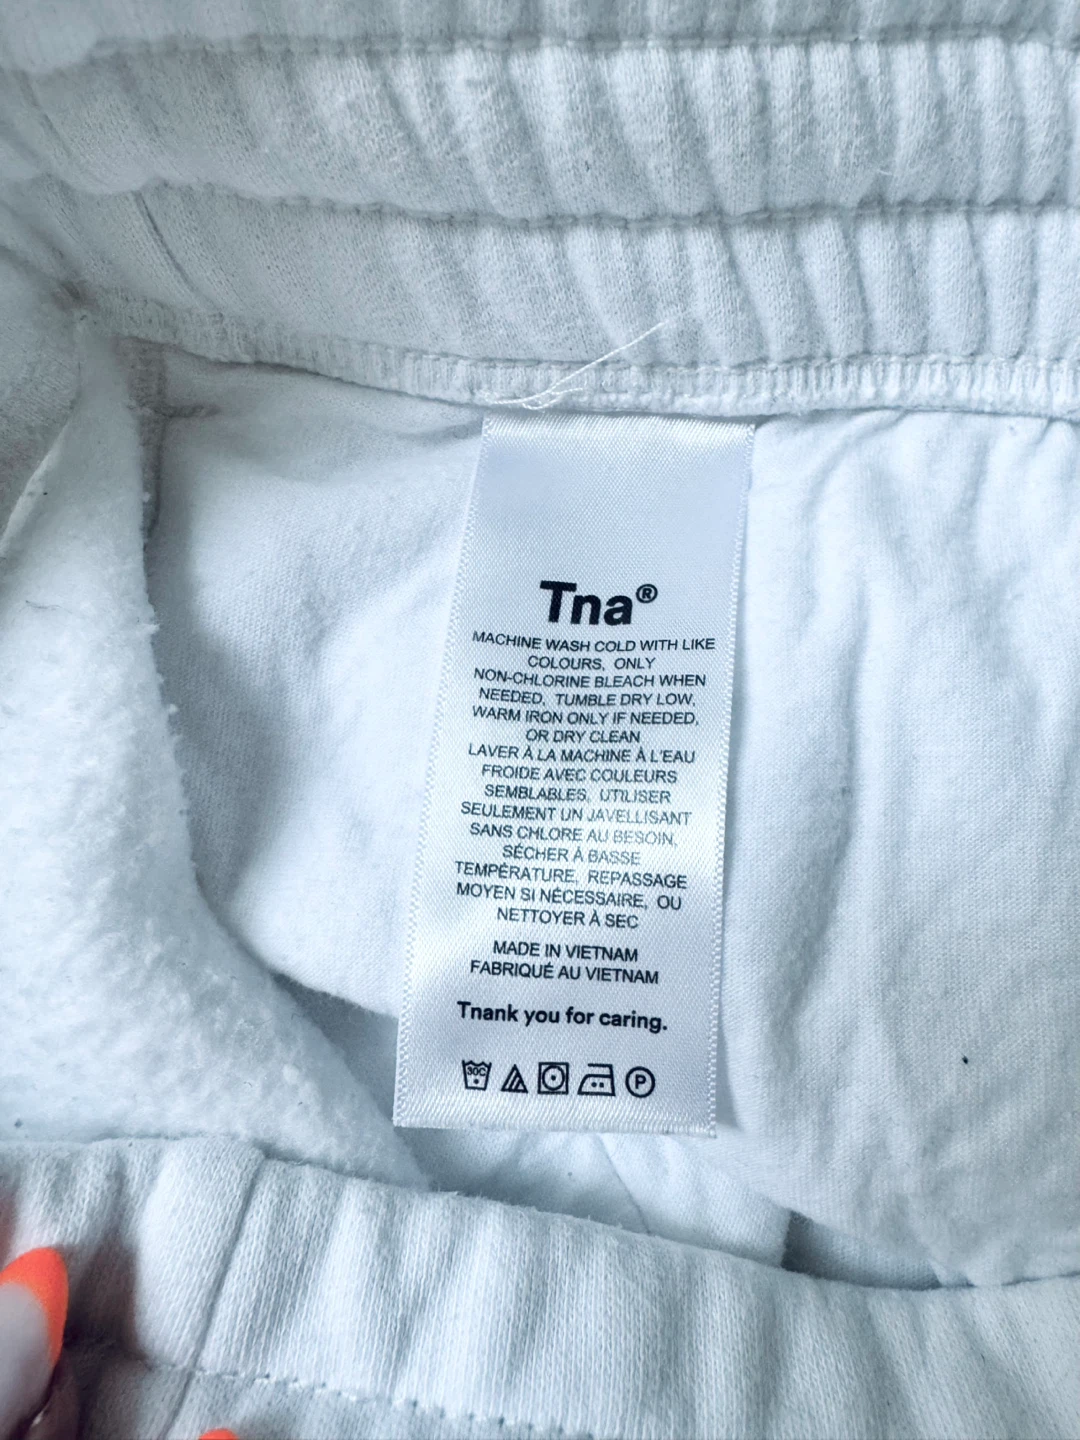 Tna®
MACHINE WASH COLD WITH LIKE
COLOURS, ONLY
NON-CHLORINE BLEACH WHEN
NEEDED, TUMBLE DRY LOW,
WARM IRON ONLY IF NEEDED,
OR DRY CLEAN
LAVER À LA MACHINE À L'EAU
FROIDE AVEC COULEURS
SEMBLABLES, UTILISER
SEULEMENT UN JAVELLISANT
SANS CHLORE AU BESOIN,
SÉCHER À BASSE
TEMPÉRATURE, REPASSAGE
MOYEN SI NÉCESSAIRE, OU
NETTOYER À SEC
MADE IN VIETNAM
FABRIQUÉ AU VIETNAM
Tnank you for caring.
30C P